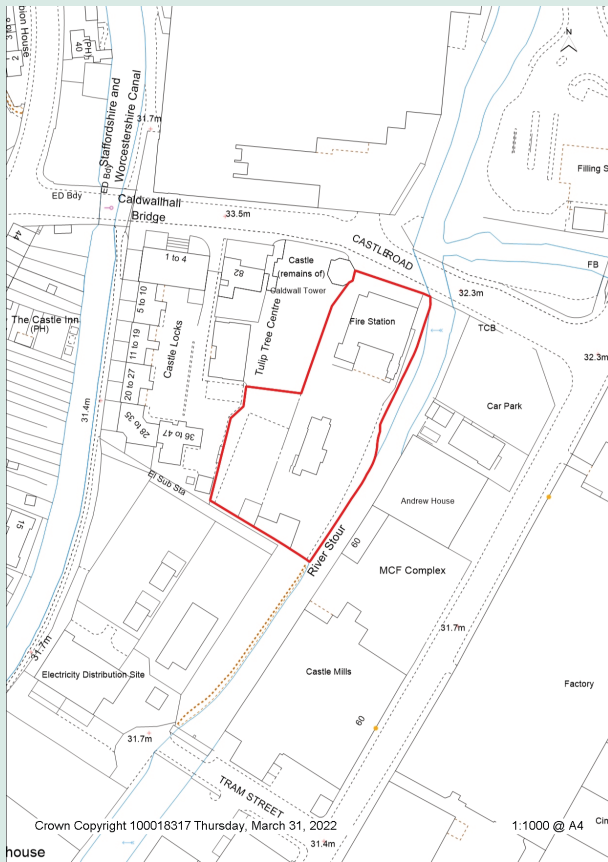 bion House
2
40
(PH)
Staffordshire and
Worcestershire Canal
31.7m
N
Filling S
ED Bdy
ED Bdy
Caldwallhall
Bridge
33.5m
CASTLE ROAD
44
1 to 4
82
Castle
(remains of)
Caldwall Tower
FB
32.3m
The Castle Inn
(PH)
5 to 10
11 to 19
20 to 27
28 to 35
36 to 47
Castle Locks
Tulip Tree Centre
Fire Station
TCB
32.3m
31.4m
Car Park
El Sub Sta
15
Andrew House
River Stour
60
MCF Complex
31.7m
31.7m
Electricity Distribution Site
Castle Mills
Factory
60
31.7m
TRAM STREET
Crown Copyright 100018317 Thursday, March 31, 2022
1:1000 @ A4
Cin
31.4m
house